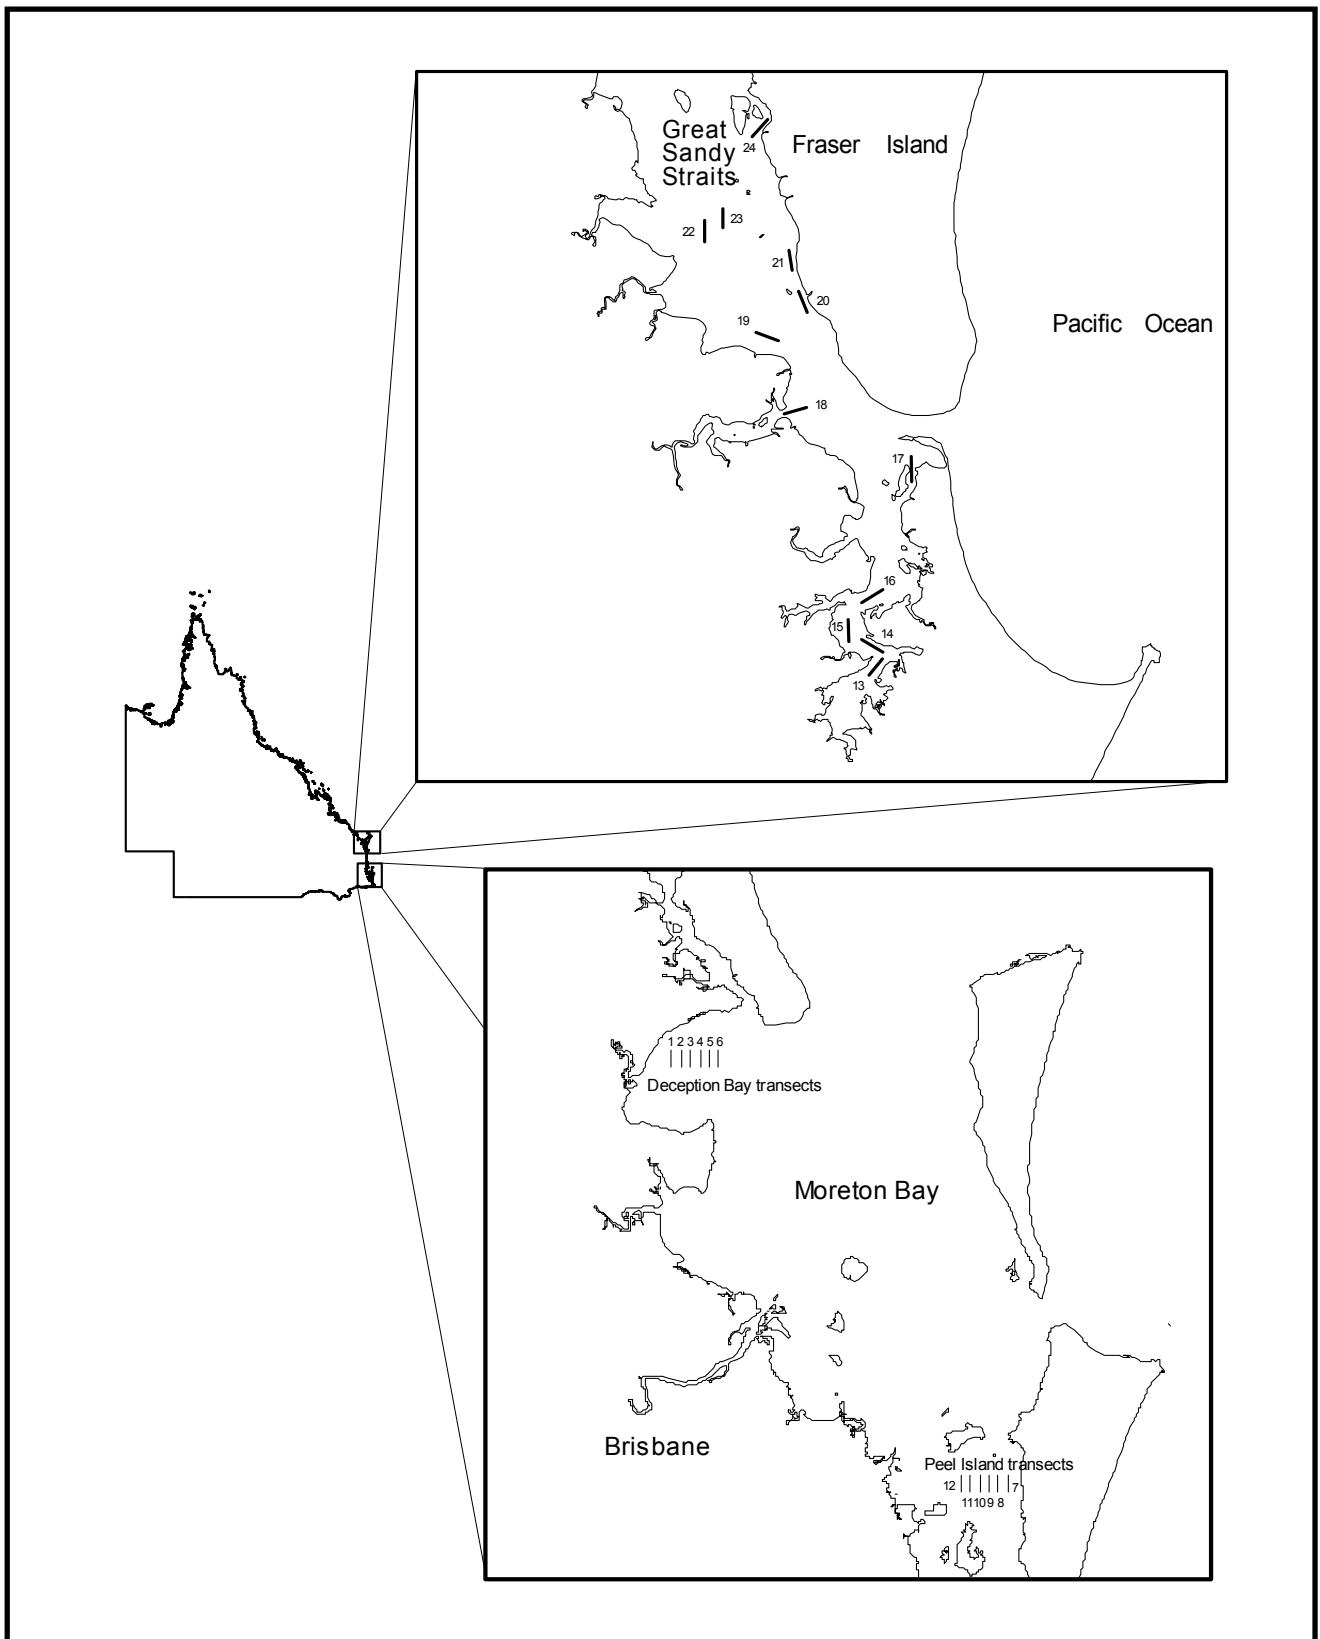 Great
Sandy
Straits
24
Fraser Island
22
23
21
20
19
Pacific Ocean
18
17
16
15
14
13
1 2 3 4 5 6
Deception Bay transects
Moreton Bay
Brisbane
Peel Island transects
12
7
11 10 9 8